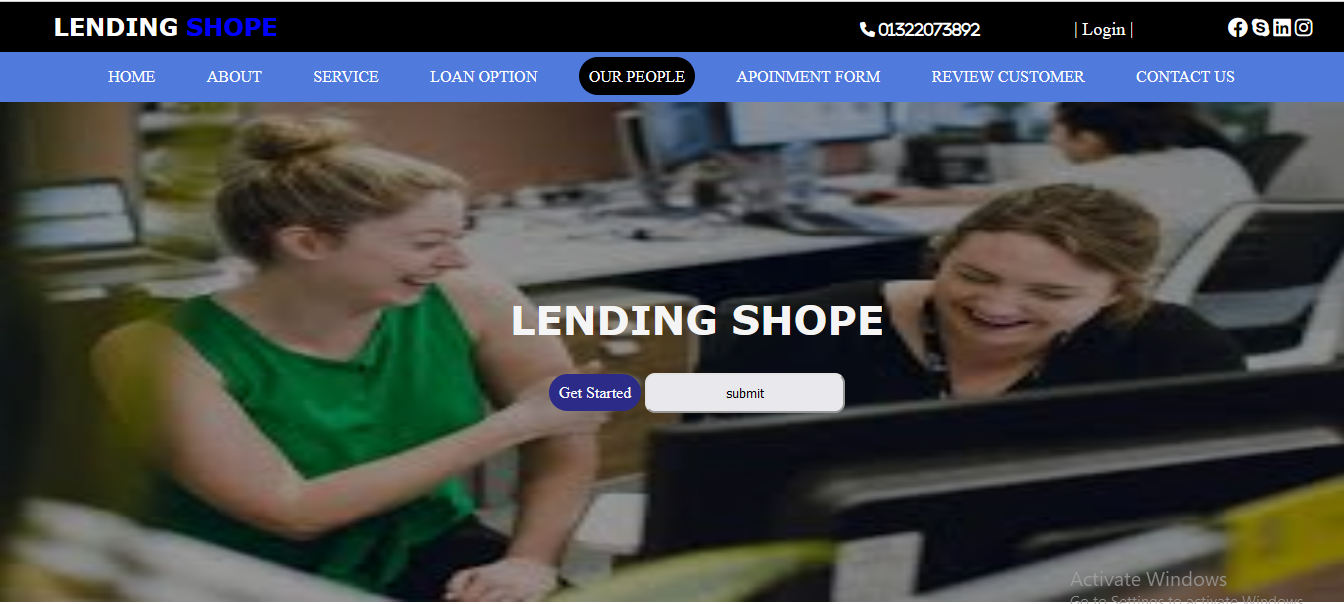 LENDING SHOPE
01322073892
| Login |
HOME ABOUT SERVICE LOAN OPTION OUR PEOPLE APOINMENT FORM REVIEW CUSTOMER CONTACT US
LENDING SHOPE
Get Started submit
Activate Windows
Go to Settings to activate Windows.